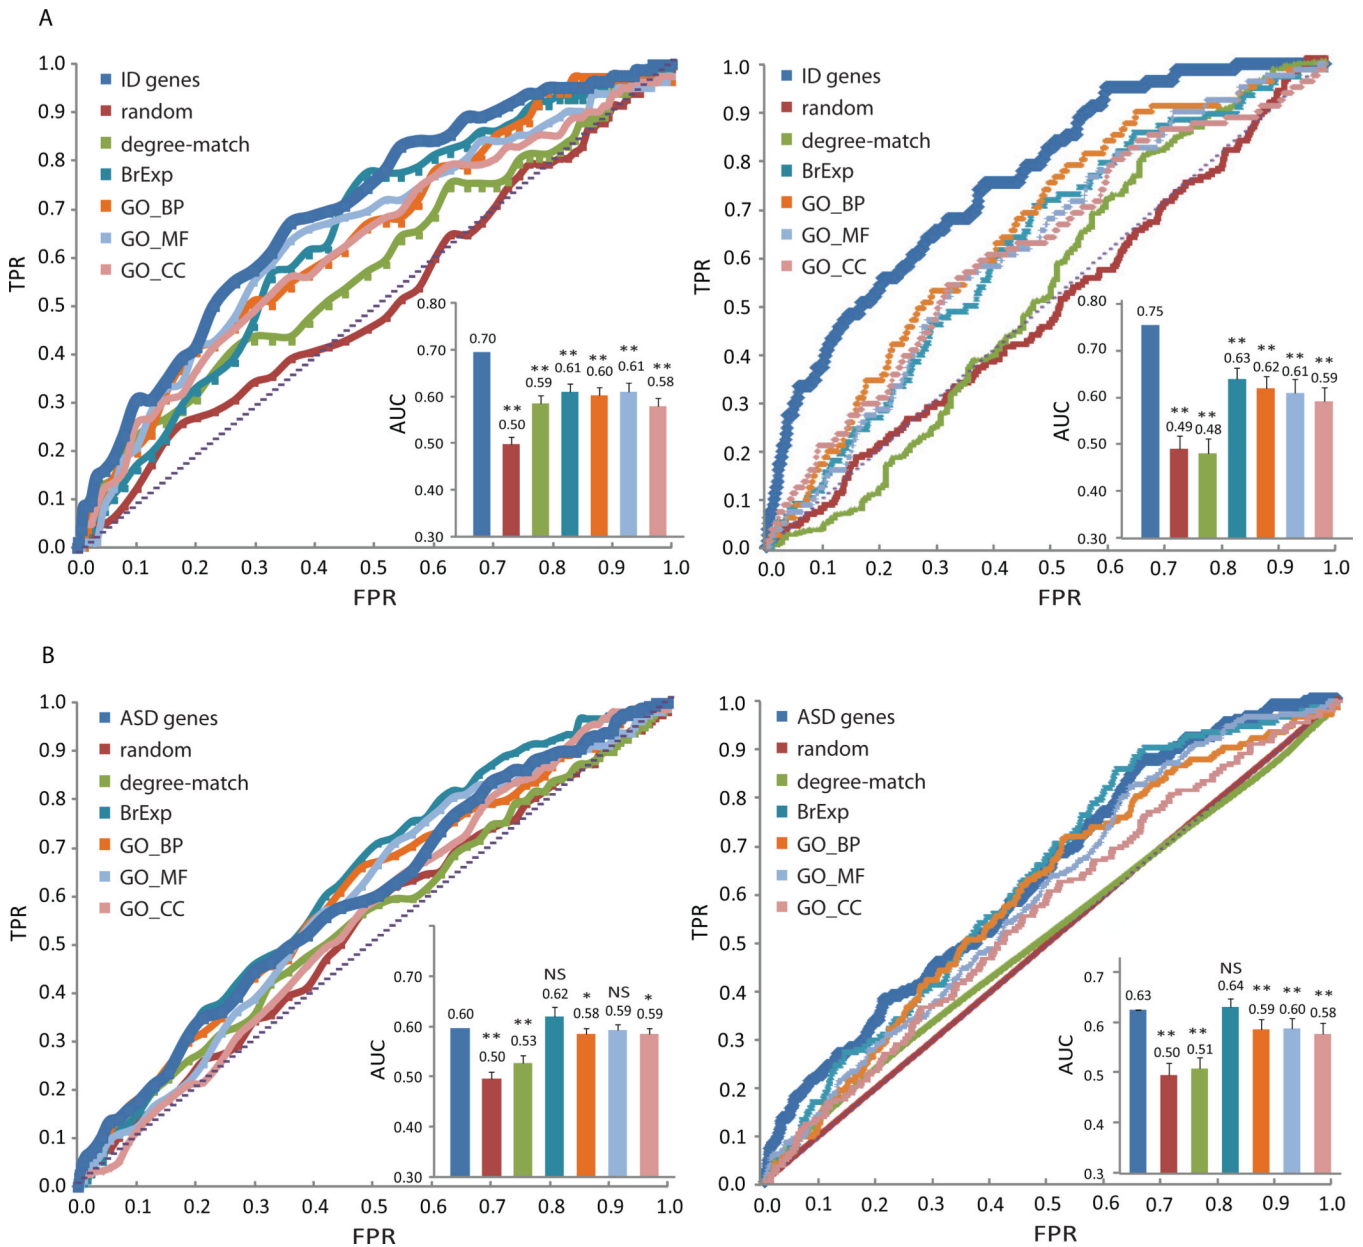 A
1.0
0.9
0.8
0.7
0.6
0.5
0.4
0.3
0.2
0.1
0.0
TPR
ID genes
random
degree-match
BrExp
GO_BP
GO_MF
GO_CC
0.80
0.70
0.60
0.50
0.40
0.30
AUC
0.70
** 0.50
** 0.59
** 0.61
** 0.60
** 0.61
** 0.58
0.0 0.1 0.2 0.3 0.4 0.5 0.6 0.7 0.8 0.9 1.0
FPR
1.0
0.9
0.8
0.7
0.6
0.5
0.4
0.3
0.2
0.1
0.0
TPR
ID genes
random
degree-match
BrExp
GO_BP
GO_MF
GO_CC
0.80
0.70
0.60
0.50
0.40
0.30
AUC
0.75
** 0.49
** 0.48
** 0.63
** 0.62
** 0.61
** 0.59
0.0 0.1 0.2 0.3 0.4 0.5 0.6 0.7 0.8 0.9 1.0
FPR
B
1.0
0.9
0.8
0.7
0.6
0.5
0.4
0.3
0.2
0.1
0.0
TPR
ASD genes
random
degree-match
BrExp
GO_BP
GO_MF
GO_CC
0.70
0.60
0.50
0.40
0.30
AUC
0.60
** 0.50
** 0.53
NS 0.62
* 0.58
NS 0.59
* 0.59
0.0 0.1 0.2 0.3 0.4 0.5 0.6 0.7 0.8 0.9 1.0
FPR
1.0
0.9
0.8
0.7
0.6
0.5
0.4
0.3
0.2
0.1
0.0
TPR
ASD genes
random
degree-match
BrExp
GO_BP
GO_MF
GO_CC
0.7
0.6
0.5
0.4
0.3
AUC
0.63
** 0.50
** 0.51
NS 0.64
** 0.59
** 0.60
** 0.58
0.0 0.1 0.2 0.3 0.4 0.5 0.6 0.7 0.8 0.9 1.0
FPR